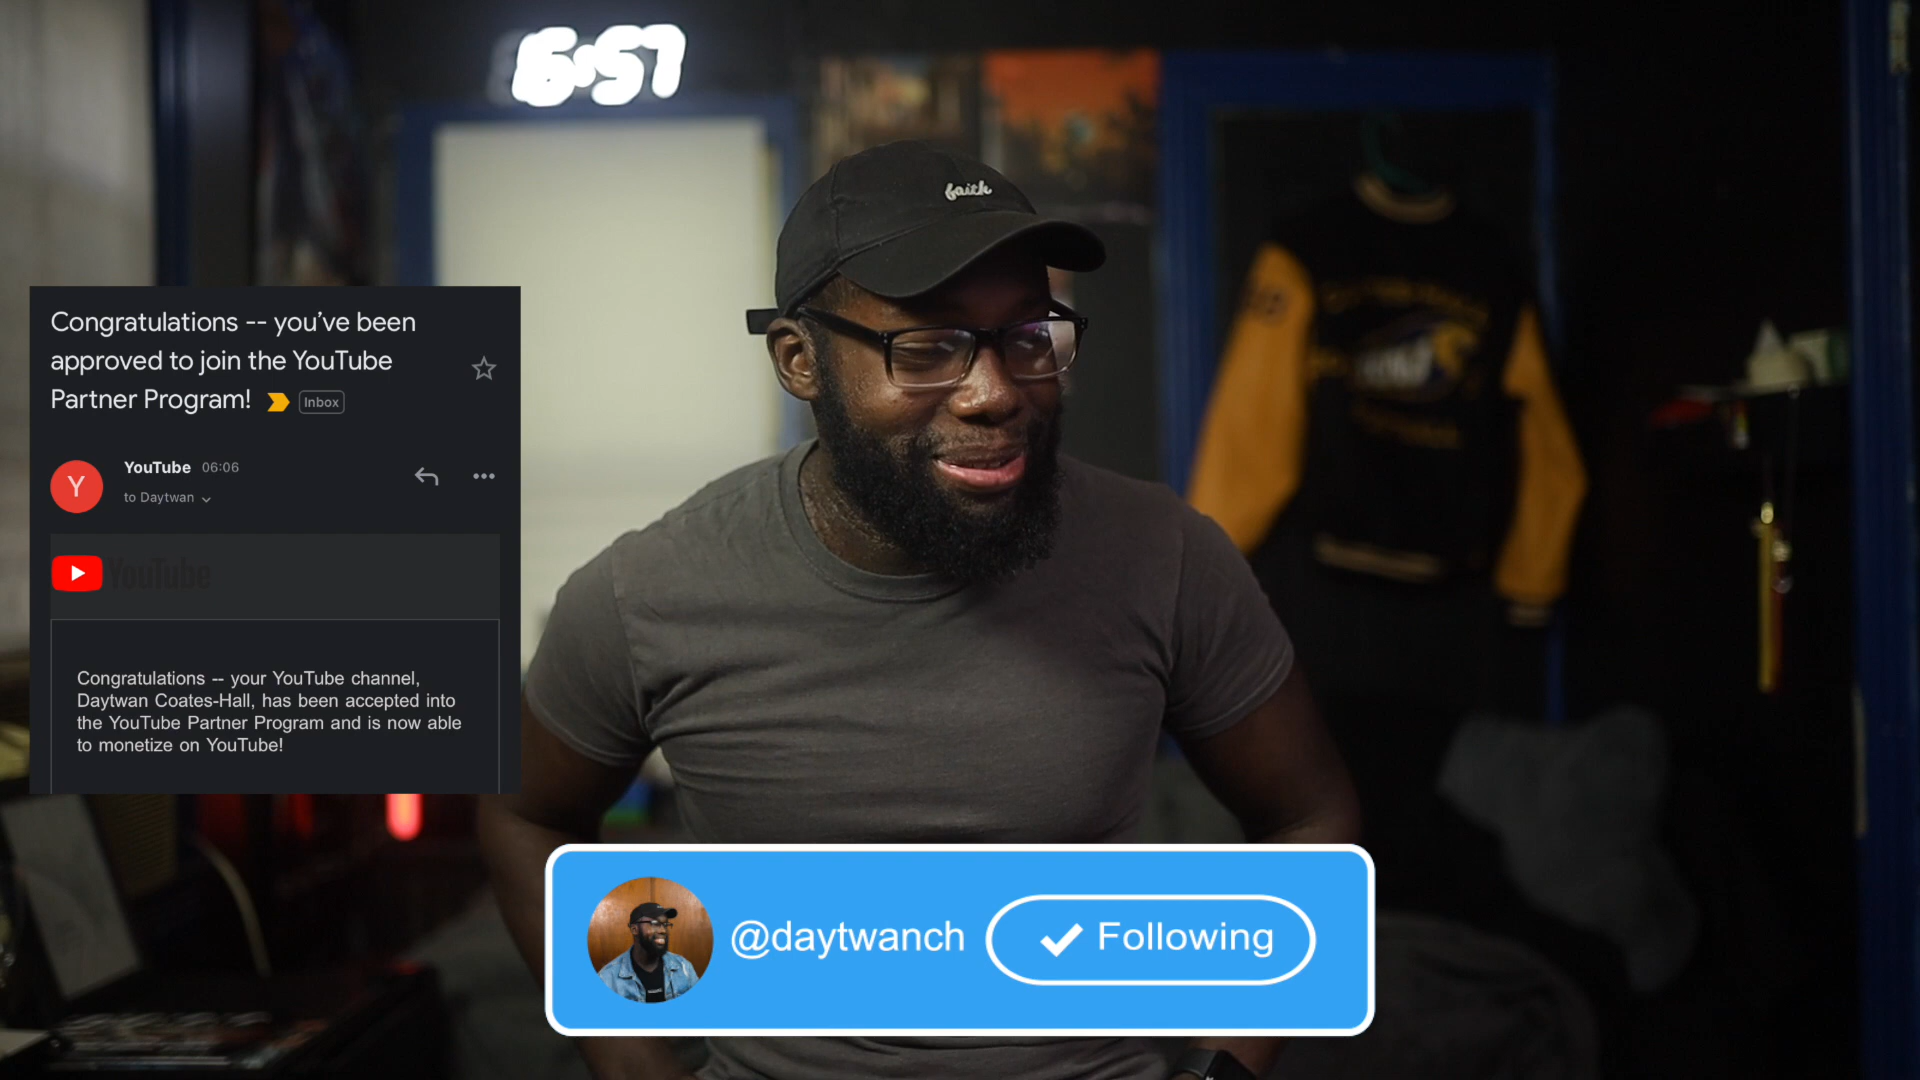 6:57
faith
Congratulations -- you've been
approved to join the YouTube
Partner Program!
Inbox
Y
YouTube 06:06
to Daytwan
YouTube
Congratulations -- your YouTube channel,
Daytwan Coates-Hall, has been accepted into
the YouTube Partner Program and is now able
to monetize on YouTube!
@daytwanch
Following